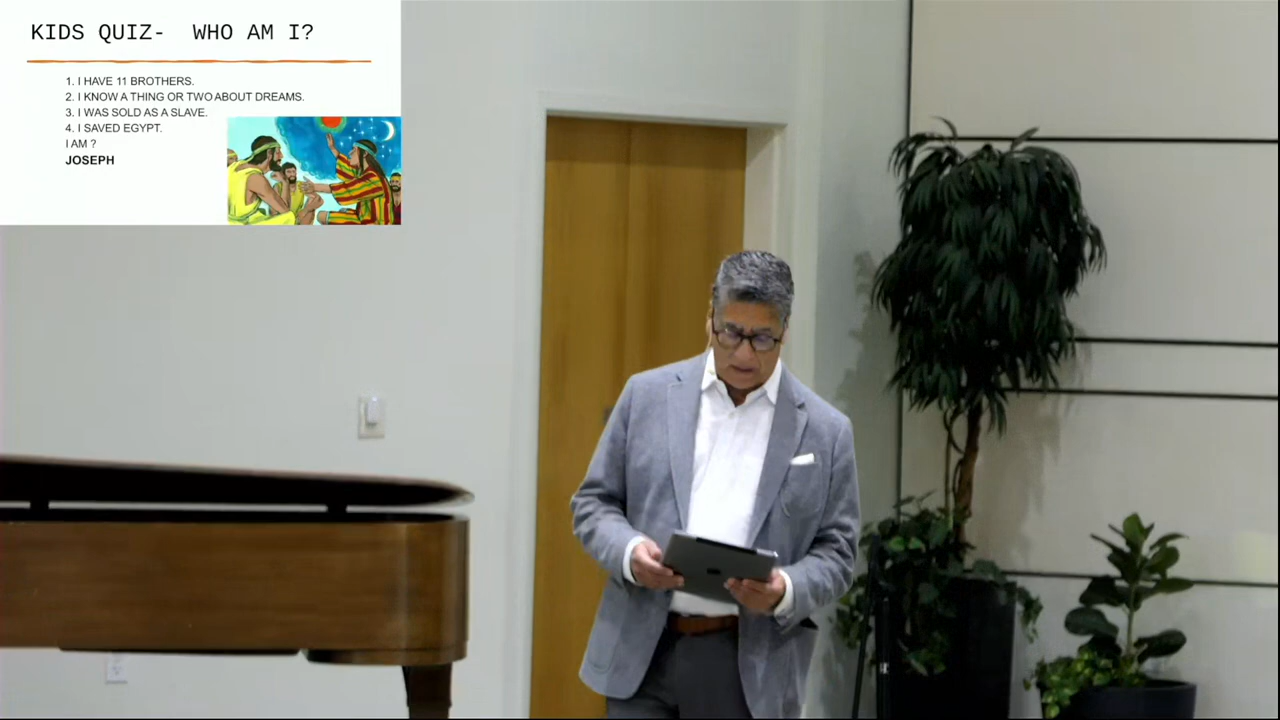 KIDS QUIZ- WHO AM I?
1. I HAVE 11 BROTHERS.
2. I KNOW A THING OR TWO ABOUT DREAMS.
3. I WAS SOLD AS A SLAVE.
4. I SAVED EGYPT.
I AM ?
JOSEPH